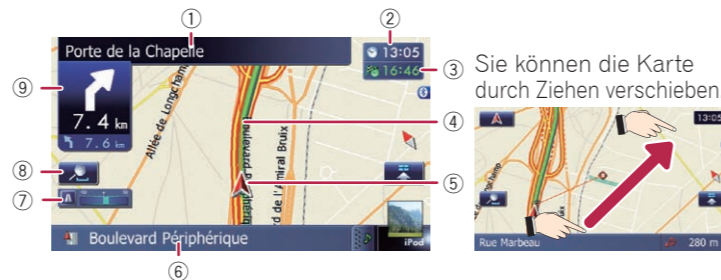 ① ② ③ ④ ⑤ ⑥ ⑦ ⑧ ⑨
Porte de la Chapelle
13:05
16:46
7.4 km
7.6 km
Allée de Longchamp
Boulevard Périphérique
d de l'Amiral Bruix
A
Boulevard Périphérique
iPod
Sie können die Karte
durch Ziehen verschieben.
13:05
Rue Marbeau
280 m